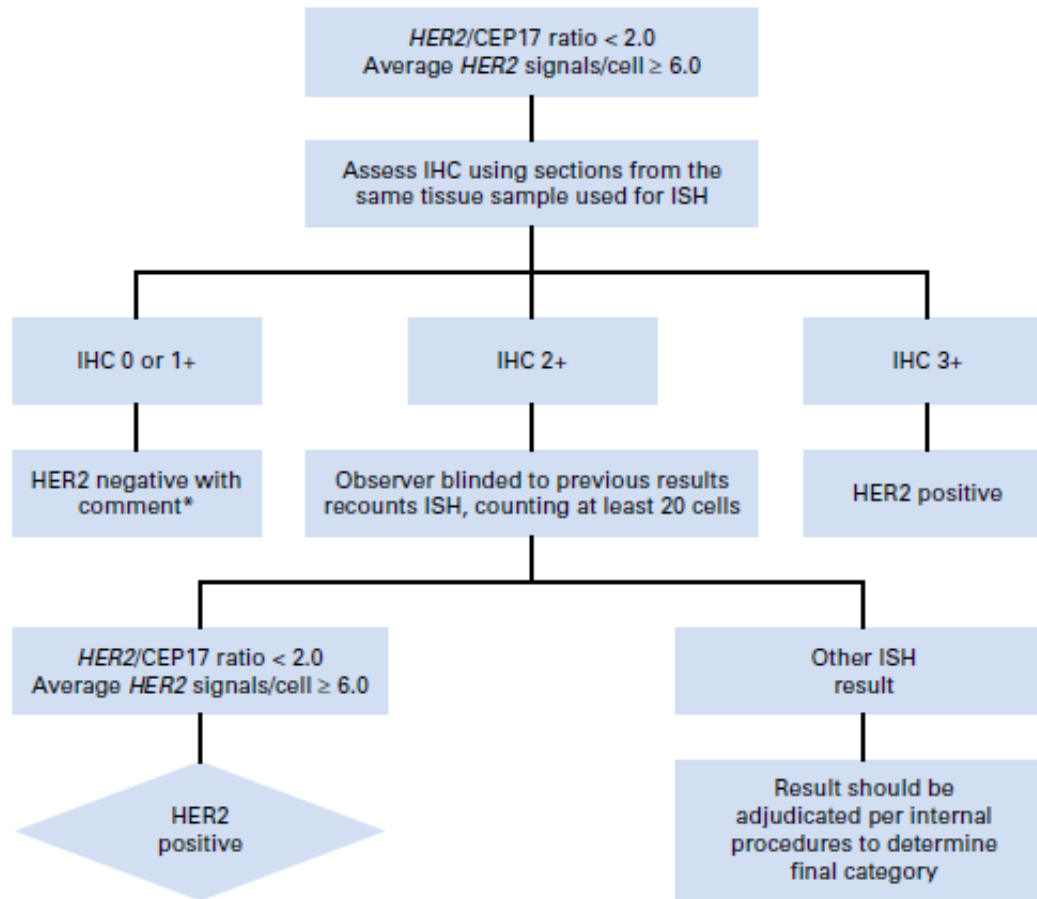 HER2/CEP17 ratio < 2.0
Average HER2 signals/cell ≥ 6.0
Assess IHC using sections from the
same tissue sample used for ISH
IHC 0 or 1+
IHC 2+
IHC 3+
HER2 negative with
comment*
Observer blinded to previous results
recounts ISH, counting at least 20 cells
HER2 positive
HER2/CEP17 ratio < 2.0
Average HER2 signals/cell ≥ 6.0
Other ISH
result
HER2
positive
Result should be
adjudicated per internal
procedures to determine
final category